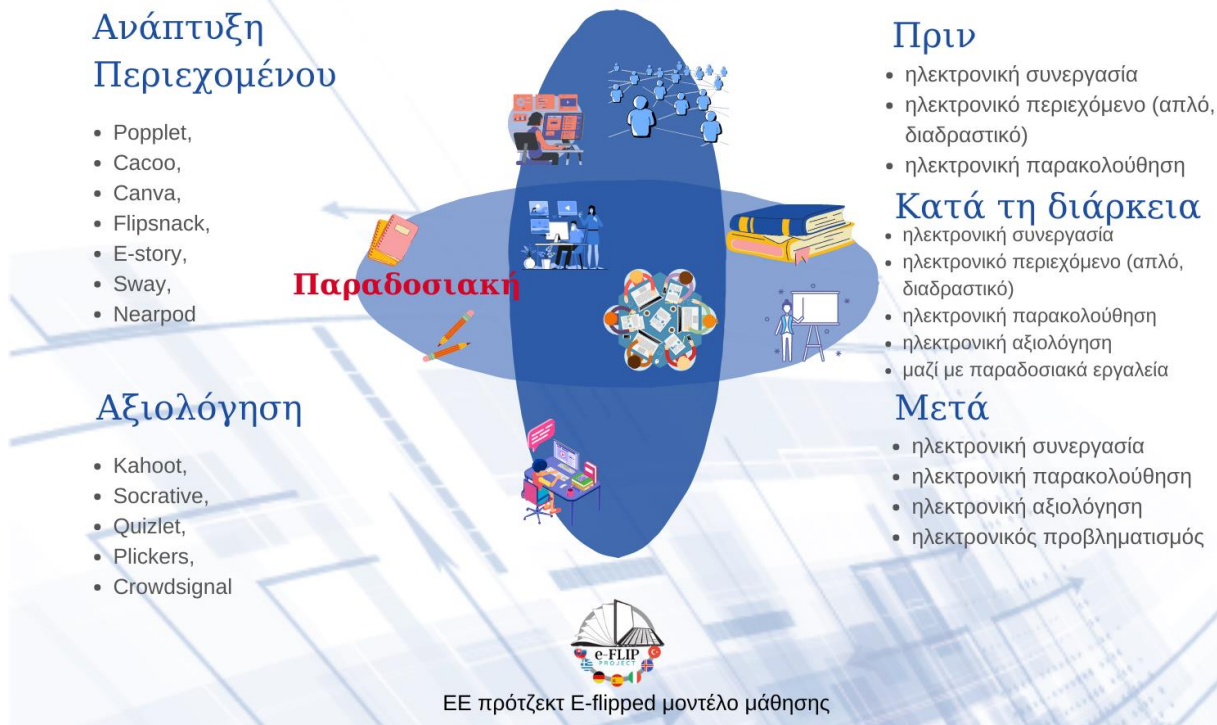 Ανάπτυξη
Περιεχομένου
• Popplet,
• Cacoo,
• Canva,
• Flipsnack,
• E-story,
• Sway,
• Nearpod
Αξιολόγηση
• Kahoot,
• Socrative,
• Quizlet,
• Plickers,
• Crowdsignal
Παραδοσιακή
Πριν
• ηλεκτρονική συνεργασία
• ηλεκτρονικό περιεχόμενο (απλό,
διαδραστικό)
• ηλεκτρονική παρακολούθηση
Κατά τη διάρκεια
• ηλεκτρονική συνεργασία
• ηλεκτρονικό περιεχόμενο (απλό,
διαδραστικό)
• ηλεκτρονική παρακολούθηση
• ηλεκτρονική αξιολόγηση
• μαζί με παραδοσιακά εργαλεία
Μετά
• ηλεκτρονική συνεργασία
• ηλεκτρονική παρακολούθηση
• ηλεκτρονική αξιολόγηση
• ηλεκτρονικός προβληματισμός
e-FLIP
PROJECT
ΕΕ πρότζεκτ E-flipped μοντέλο μάθησης